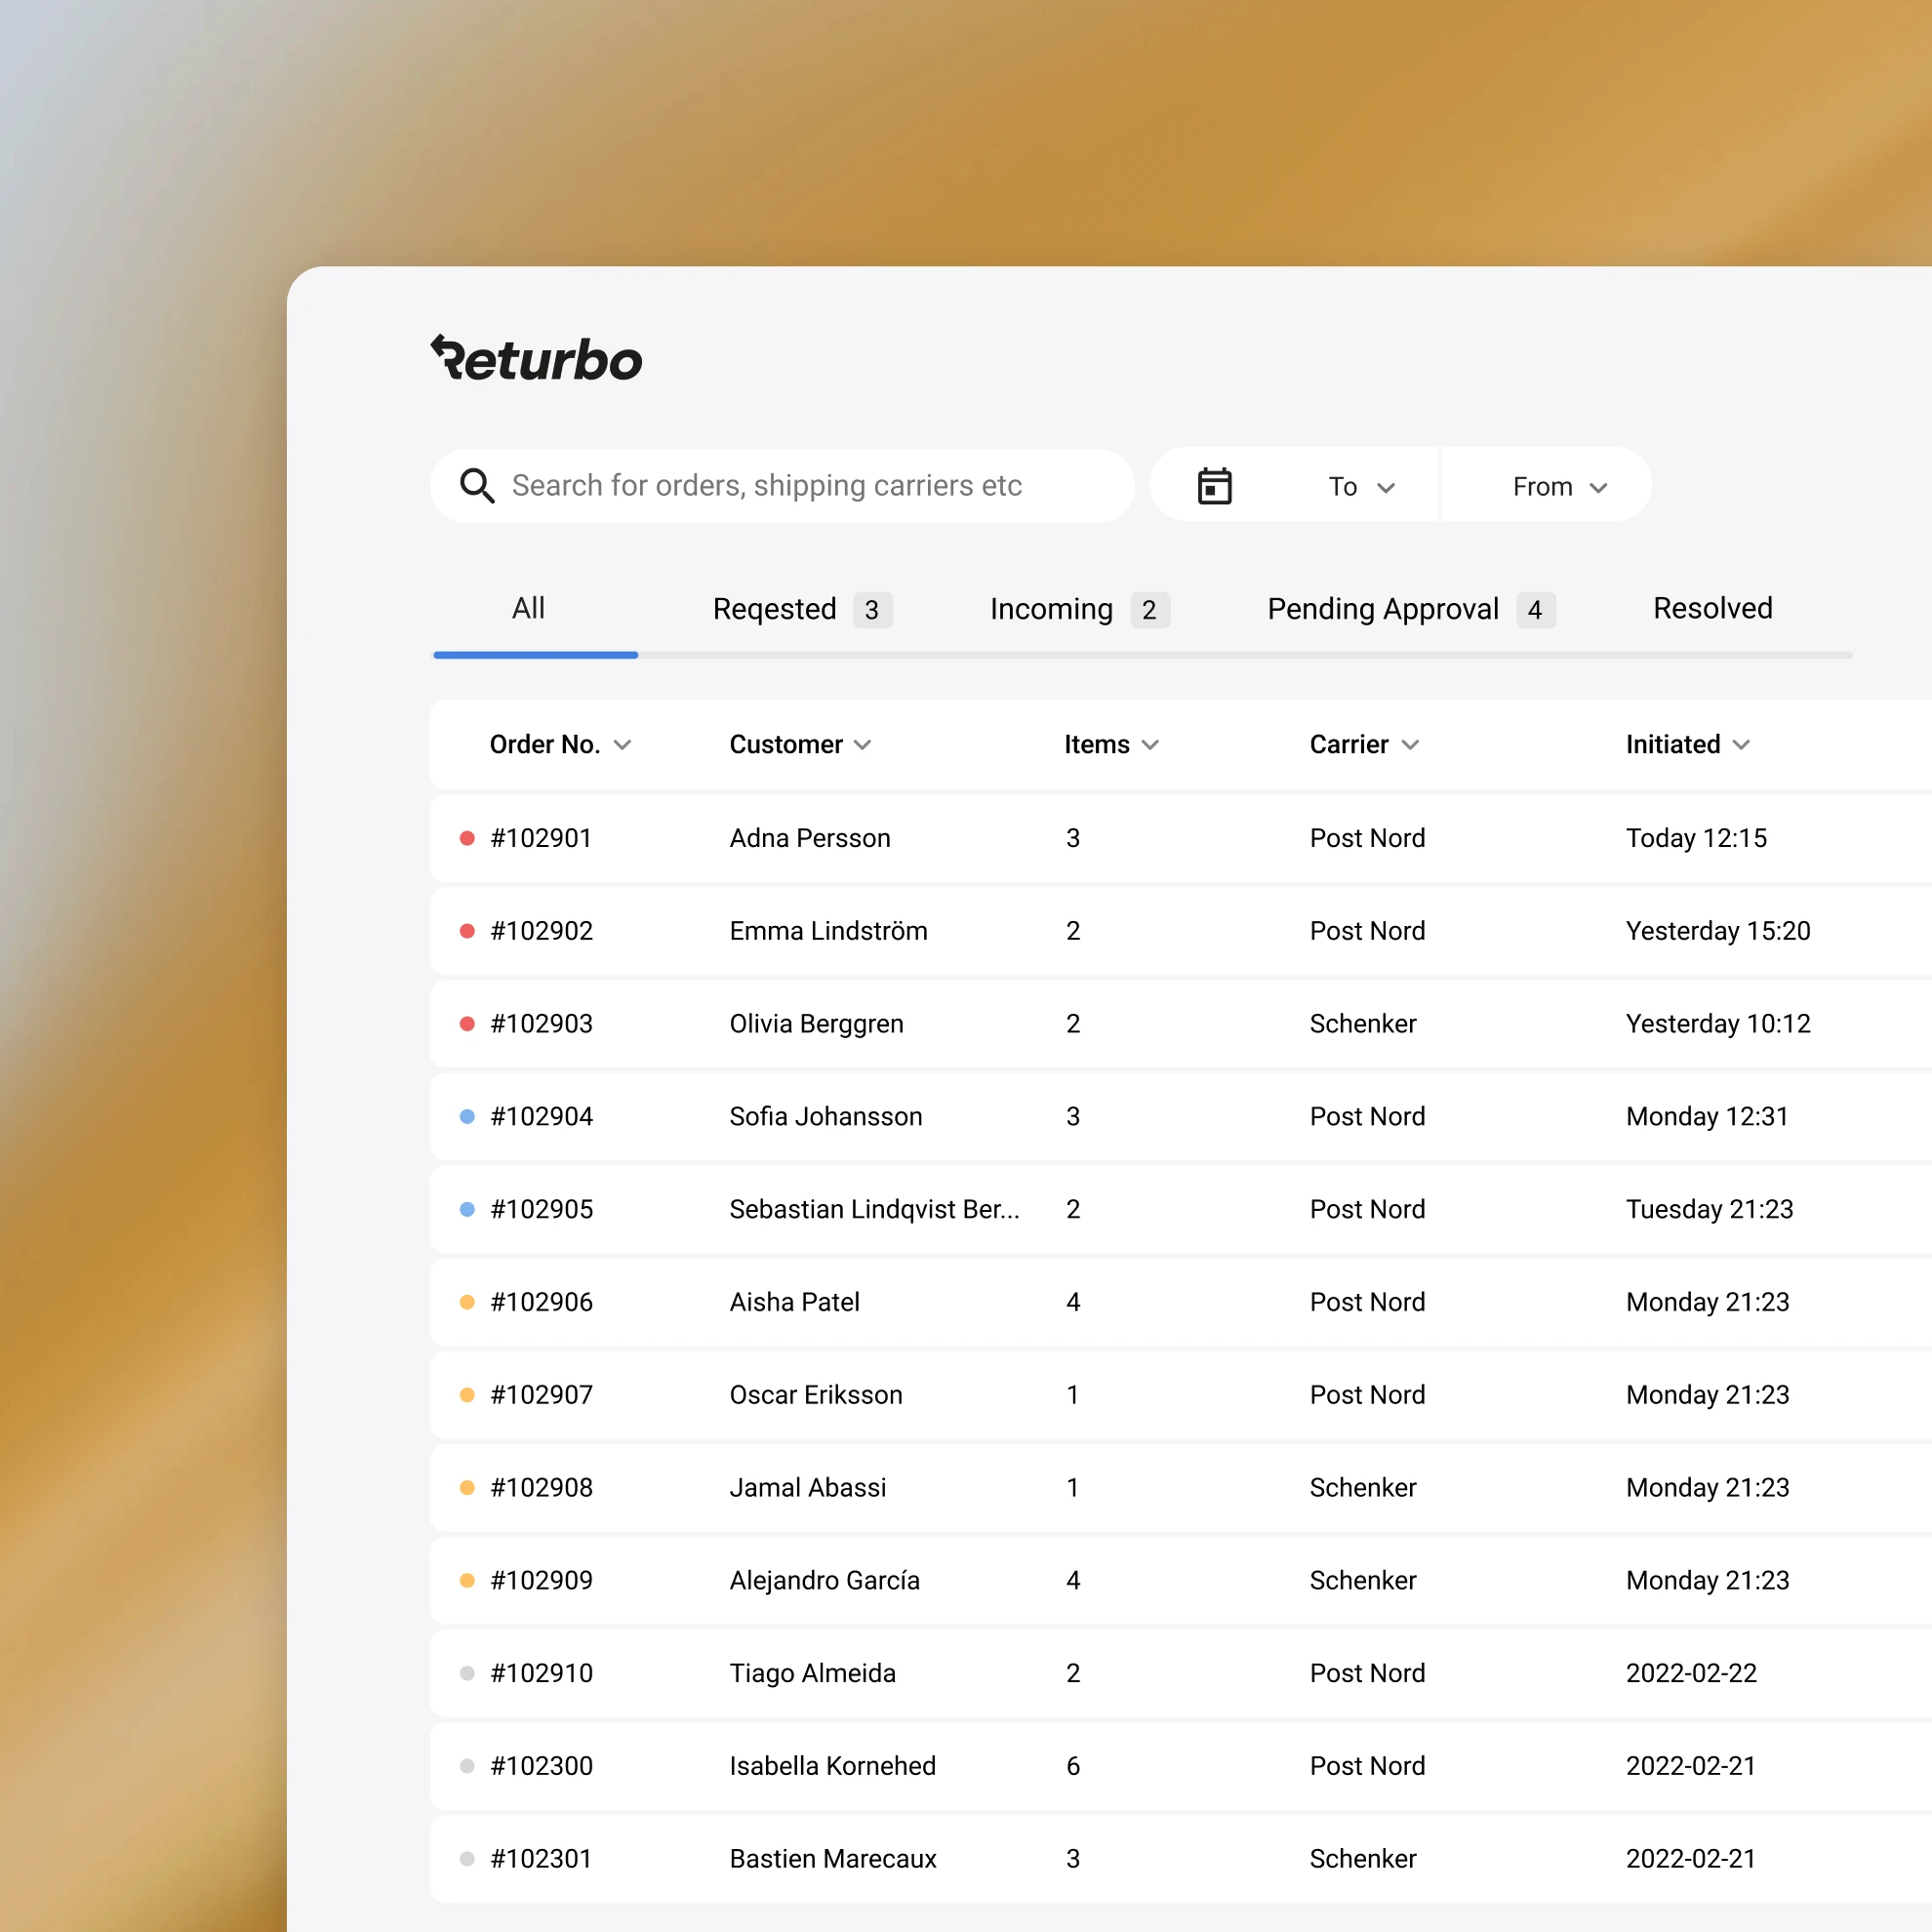 Returbo
Search for orders, shipping carriers etc To From
All Reqested 3 Incoming 2 Pending Approval 4 Resolved
Order No. Customer Items Carrier Initiated
#102901 Adna Persson 3 Post Nord Today 12:15
#102902 Emma Lindström 2 Post Nord Yesterday 15:20
#102903 Olivia Berggren 2 Schenker Yesterday 10:12
#102904 Sofia Johansson 3 Post Nord Monday 12:31
#102905 Sebastian Lindqvist Ber... 2 Post Nord Tuesday 21:23
#102906 Aisha Patel 4 Post Nord Monday 21:23
#102907 Oscar Eriksson 1 Post Nord Monday 21:23
#102908 Jamal Abassi 1 Schenker Monday 21:23
#102909 Alejandro García 4 Schenker Monday 21:23
#102910 Tiago Almeida 2 Post Nord 2022-02-22
#102300 Isabella Kornehed 6 Post Nord 2022-02-21
#102301 Bastien Marecaux 3 Schenker 2022-02-21